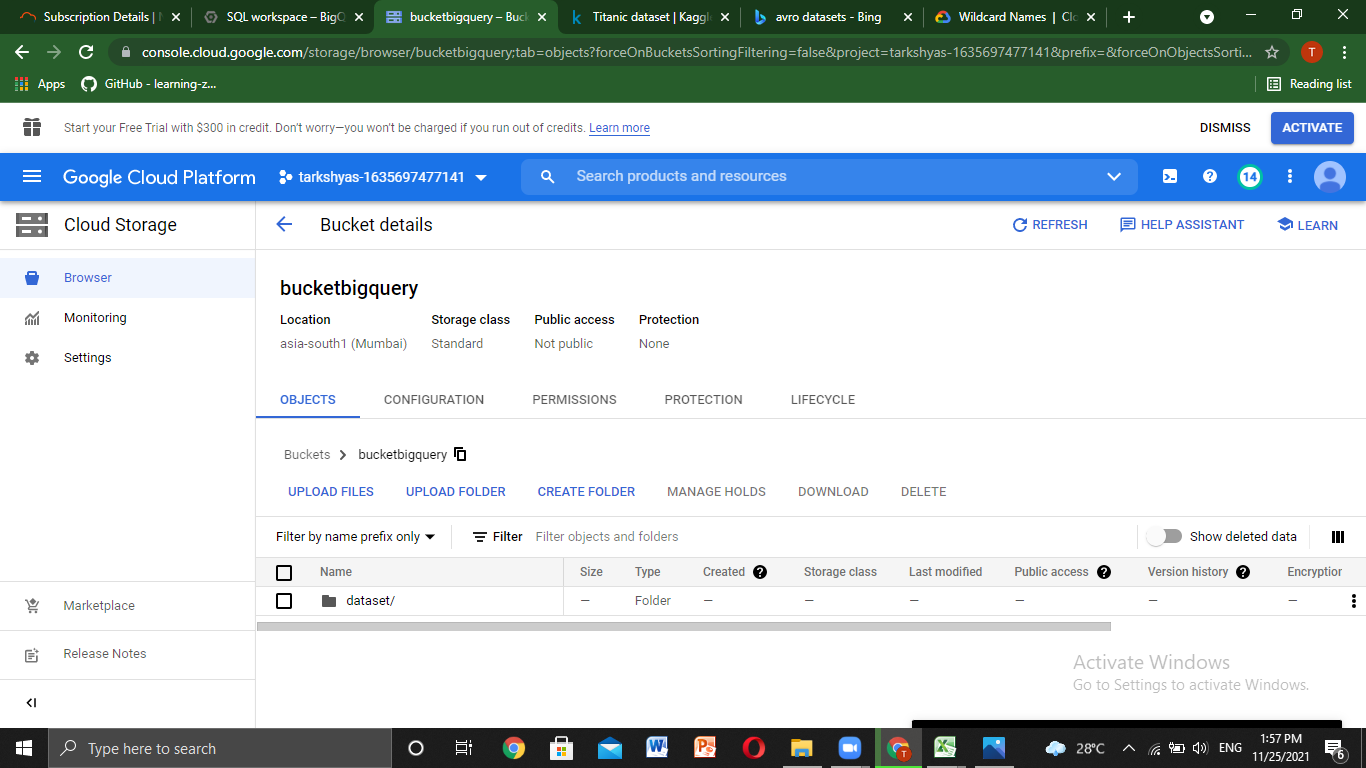 Subscription Details | N
SQL workspace – BigQ
bucketbigquery – Buck
Titanic dataset | Kaggl
avro datasets - Bing
Wildcard Names | Clo
console.cloud.google.com/storage/browser/bucketbigquery;tab=objects?forceOnBucketsSortingFiltering=false&project=tarkshyas-1635697477141&prefix=&forceOnObjectsSorti...
T
Apps
GitHub - learning-z...
Reading list
Start your Free Trial with $300 in credit. Don't worry—you won't be charged if you run out of credits. Learn more
DISMISS
ACTIVATE
Google Cloud Platform
tarkshyas-1635697477141
Search products and resources
14
Cloud Storage
Bucket details
REFRESH
HELP ASSISTANT
LEARN
Browser
Monitoring
Settings
bucketbigquery
Location Storage class Public access Protection
asia-south1 (Mumbai) Standard Not public None
OBJECTS CONFIGURATION PERMISSIONS PROTECTION LIFECYCLE
Buckets > bucketbigquery
UPLOAD FILES UPLOAD FOLDER CREATE FOLDER MANAGE HOLDS DOWNLOAD DELETE
Filter by name prefix only Filter Filter objects and folders Show deleted data
Name Size Type Created Storage class Last modified Public access Version history Encryption
dataset/ — Folder — — — — — —
Marketplace
Release Notes
Activate Windows
Go to Settings to activate Windows.
Type here to search
28°C
ENG
1:57 PM
11/25/2021
6